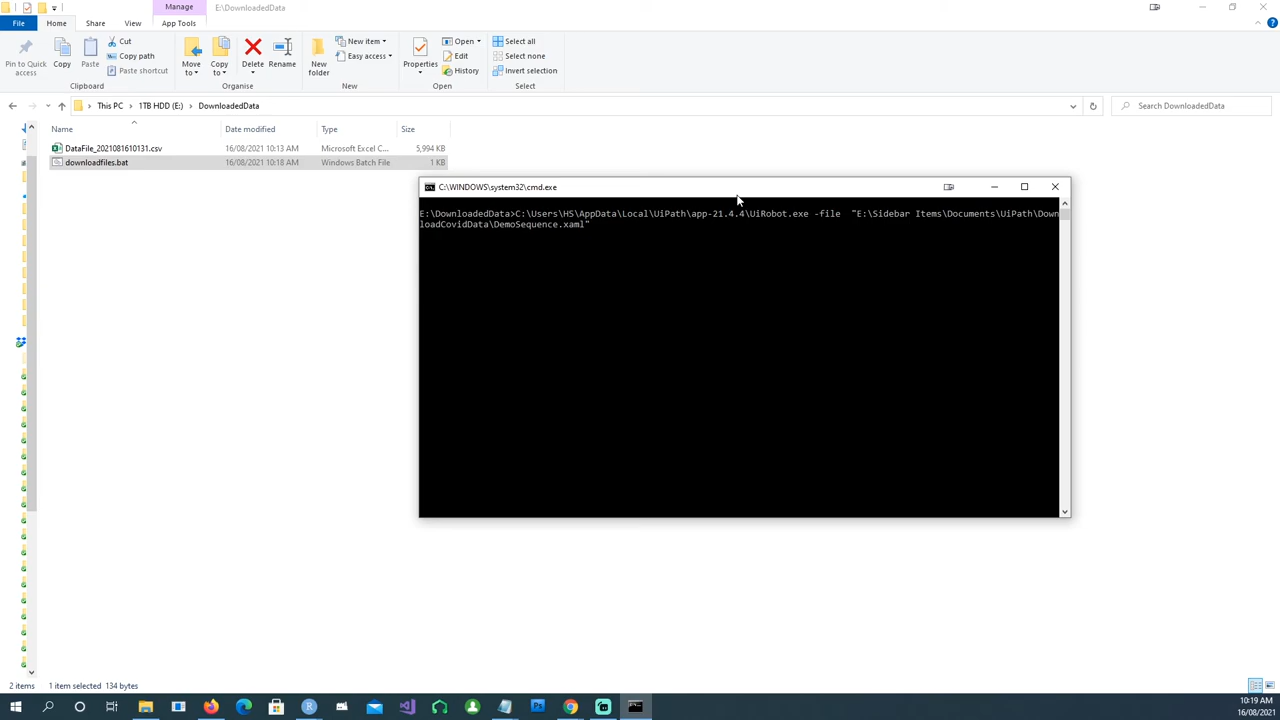 Manage
E:\DownloadedData
File
Home
Share
View
App Tools
Pin to Quick
access
Copy
Paste
Cut
Copy path
Paste shortcut
Clipboard
Move
to
Copy
to
Delete
Rename
Organise
New
folder
New item
Easy access
New
Properties
Open
Edit
History
Open
Select all
Select none
Invert selection
Select
This PC
1TB HDD (E:)
DownloadedData
Search DownloadedData
Name
Date modified
Type
Size
DataFile_2021081610131.csv
16/08/2021 10:13 AM
Microsoft Excel C...
5,994 KB
downloadfiles.bat
16/08/2021 10:18 AM
Windows Batch File
1 KB
C:\WINDOWS\system32\cmd.exe
E:\DownloadedData>C:\Users\HS\AppData\Local\UiPath\app-21.4.4\UiRobot.exe -file  "E:\Sidebar Items\Documents\UiPath\Down
loadCovidData\DemoSequence.xaml"
2 items
1 item selected
134 bytes
10:19 AM
16/08/2021